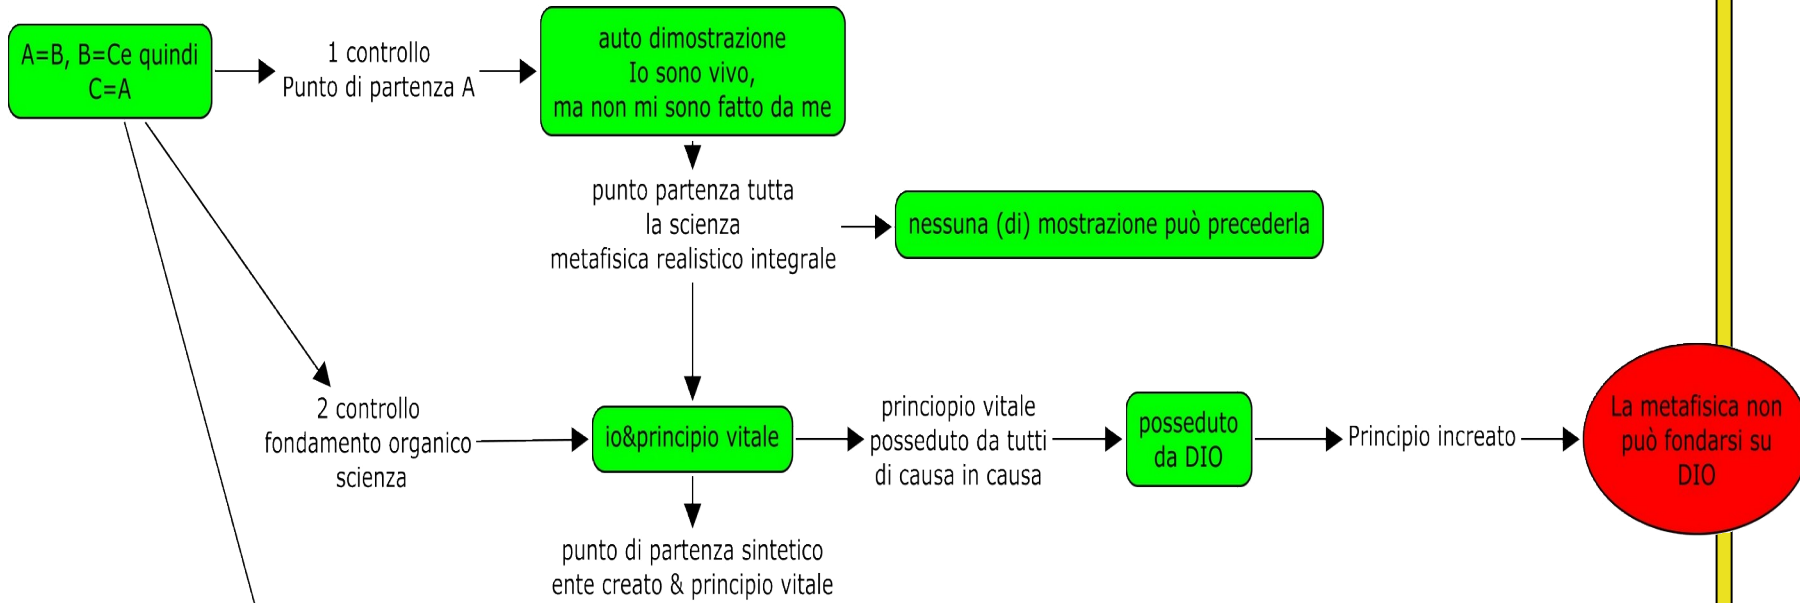 A=B, B=Ce quindi
C=A
1 controllo
Punto di partenza A
auto dimostrazione
Io sono vivo,
ma non mi sono fatto da me
punto partenza tutta
la scienza
metafisica realistico integrale
nessuna (di) mostrazione può precederla
2 controllo
fondamento organico
scienza
io&principio vitale
princiopio vitale
posseduto da tutti
di causa in causa
posseduto
da DIO
Principio increato
La metafisica non
può fondarsi su
DIO
punto di partenza sintetico
ente creato & principio vitale